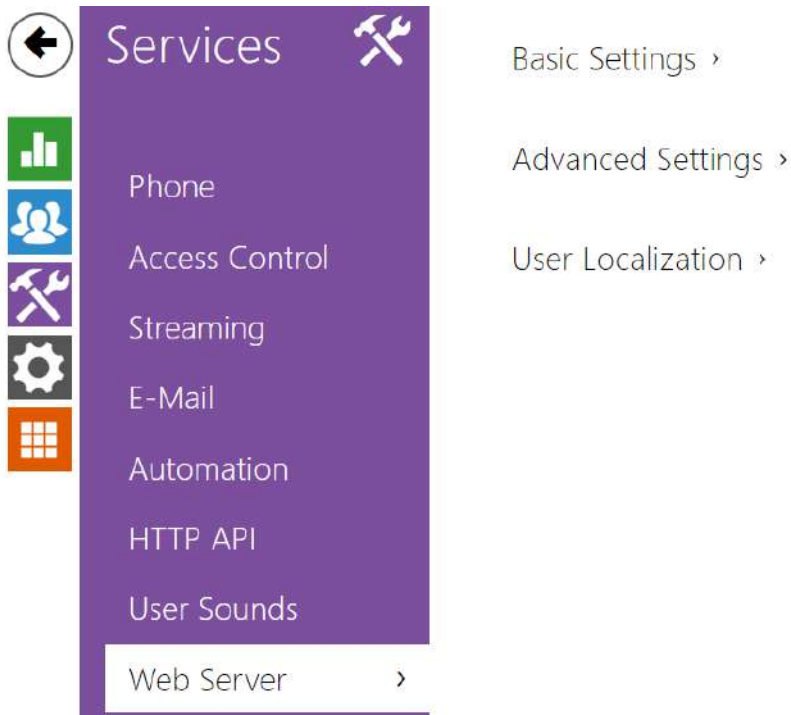 Services
Phone
Access Control
Streaming
E-Mail
Automation
HTTP API
User Sounds
Web Server ›
Basic Settings ›
Advanced Settings ›
User Localization ›